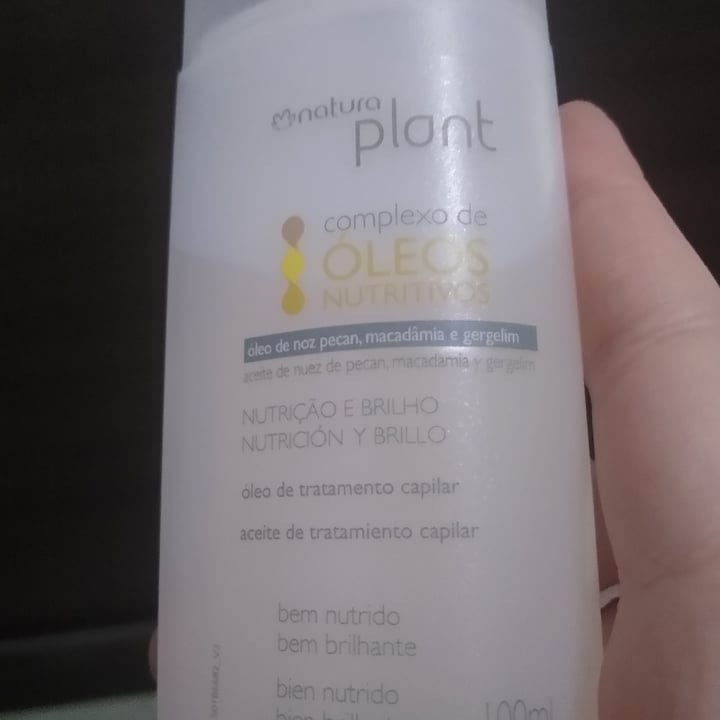 natura
plant
complexo de
ÓLEOS
NUTRITIVOS
óleo de noz pecan, macadâmia e gergelim
aceite de nuez de pecan, macadamia y gergelim
NUTRIÇÃO E BRILHO
NUTRICIÓN Y BRILLO
óleo de tratamento capilar
aceite de tratamiento capilar
bem nutrido
bem brilhante
bien nutrido
100ml